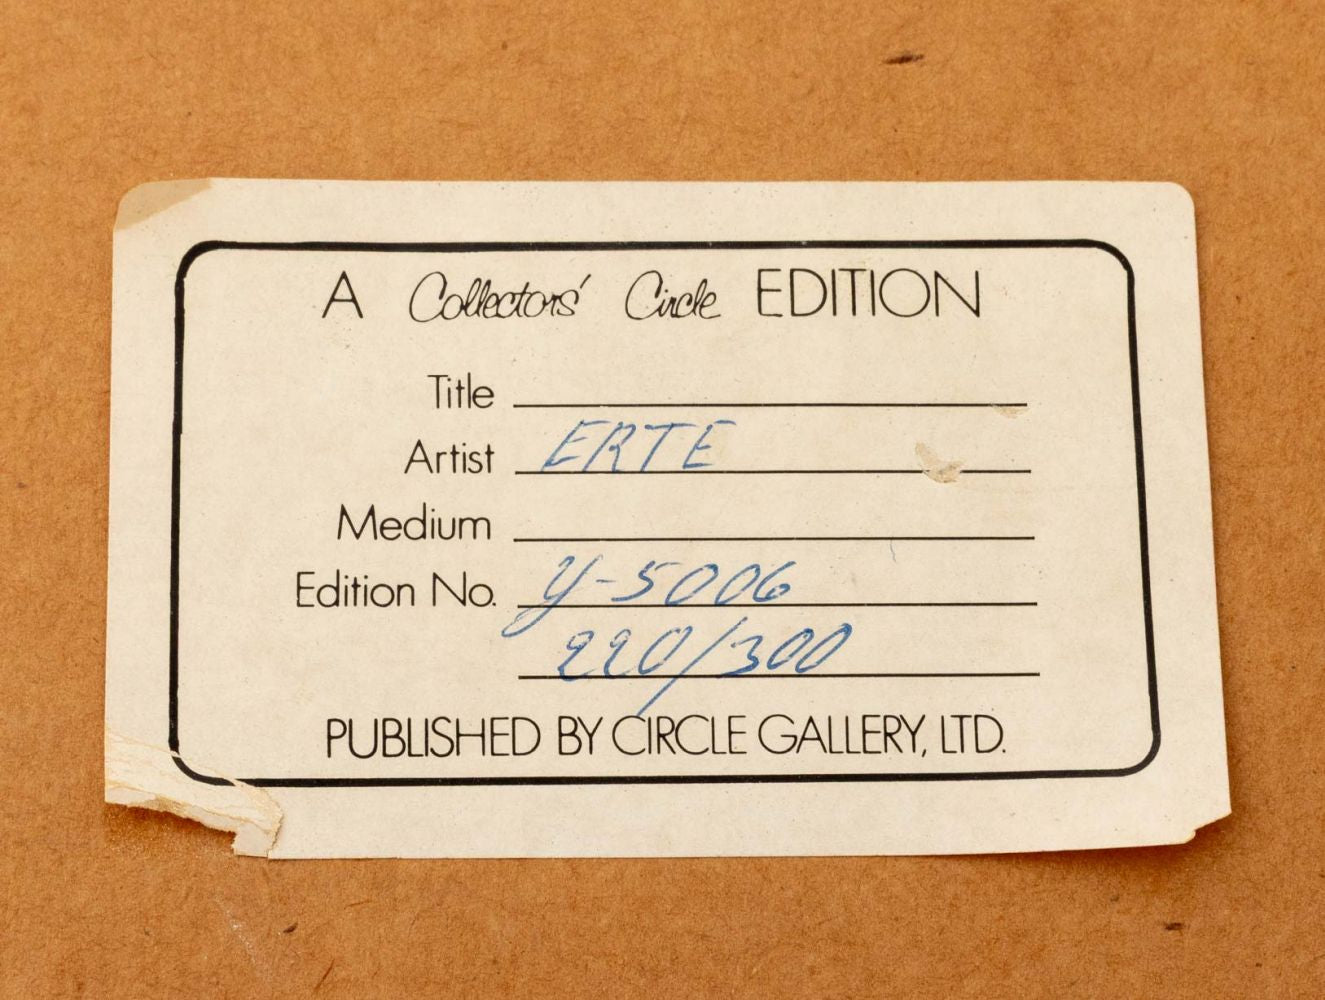 A Collectors' Circle EDITION
Title
Artist ERTE
Medium
Edition No. Y-5006
220/300
PUBLISHED BY CIRCLE GALLERY, LTD.